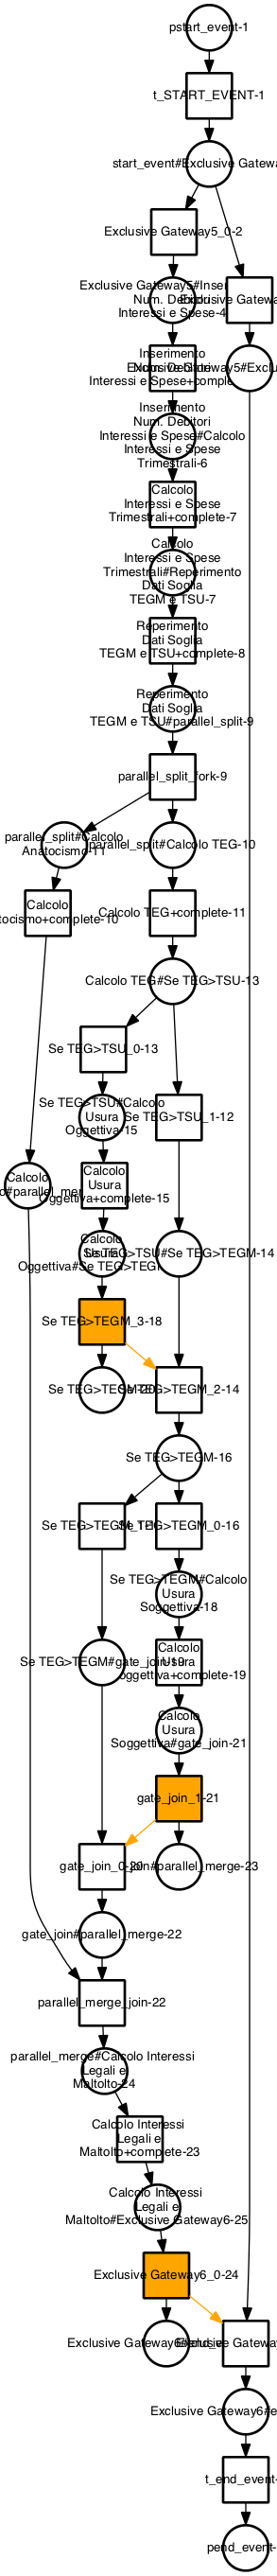 pstart_event-1
t_START_EVENT-1
start_event#Exclusive Gatewa
Exclusive Gateway5_0-2
Exclusive Gateway5#Inser
Num. Debitori
Interessi e Spese-4
Exclusive Gatewa
Inserimento
Num. Debitori
Interessi e Spese+comple
Inserimento
Num. Debitori
Interessi e Spese#Calcolo
Interessi e Spese
Trimestrali-6
Calcolo
Interessi e Spese
Trimestrali+complete-7
Calcolo
Interessi e Spese
Trimestrali#Reperimento
Dati Soglia
TEGM e TSU-7
Reperimento
Dati Soglia
TEGM e TSU+complete-8
Reperimento
Dati Soglia
TEGM e TSU#parallel_split-9
parallel_split_fork-9
parallel_split#Calcolo
Anatocismo-11
parallel_split#Calcolo TEG-10
Calcolo
tocismo+complete-10
Calcolo TEG+complete-11
Calcolo TEG#Se TEG>TSU-13
Se TEG>TSU_0-13
Se TEG>TSU#Calcolo
Usura
Oggettiva-15
Se TEG>TSU_1-12
Calcolo
o#parallel_mer
Calcolo
Usura
Oggettiva+complete-15
Calcolo
Usura
Oggettiva#Se TEG>TEG
Se TEG>TSU#Se TEG>TEGM-14
Se TEG>TEGM_3-18
Se TEG>TEGM-20
Se TEG>TEGM_2-14
Se TEG>TEGM-16
Se TEG>TEGM_1
Se TEG>TEGM_0-16
Se TEG>TEGM#Calcolo
Usura
Soggettiva-18
Se TEG>TEGM#gate_join-19
Calcolo
Usura
oggettiva+complete-19
Calcolo
Usura
Soggettiva#gate_join-21
gate_join_1-21
gate_join_0-20
join#parallel_merge-23
gate_join#parallel_merge-22
parallel_merge_join-22
parallel_merge#Calcolo Interessi
Legali e
Maltolto-24
Calcolo Interessi
Legali e
Maltolto+complete-23
Calcolo Interessi
Legali e
Maltolto#Exclusive Gateway6-25
Exclusive Gateway6_0-24
Exclusive Gateway6#end_e
Exclusive Gatewa
Exclusive Gateway6#e
t_end_event-
pend_event-